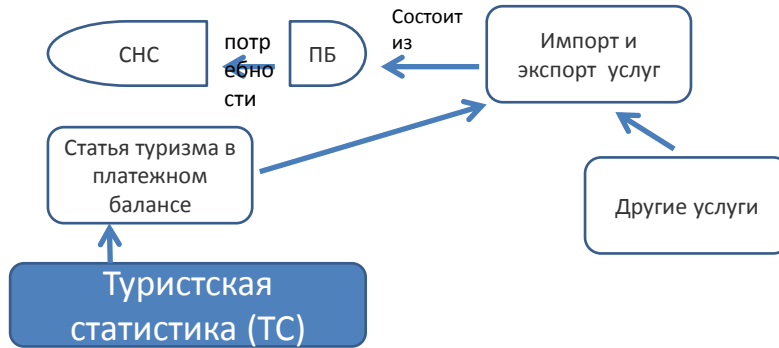 СНС
потр
ебно
сти
ПБ
Состоит
из
Импорт и
экспорт услуг
Статья туризма в
платежном
балансе
Другие услуги
Туристская
статистика (ТС)